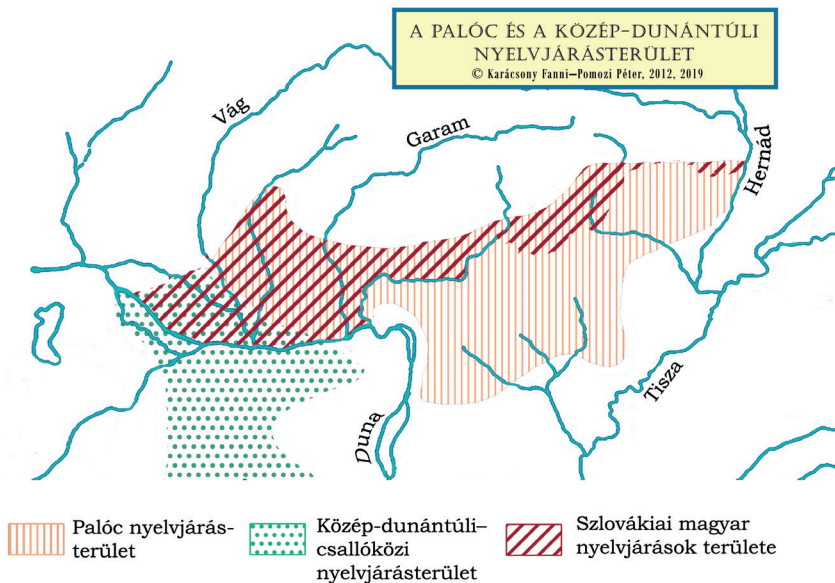 A PALÓC ÉS A KÖZÉP-DUNÁNTÚLI
NYELVJÁRÁSTERÜLET
© Karácsony Fanni–Pomozi Péter, 2012, 2019
Vág
Garam
Hernád
Tisza
Duna
Palóc nyelvjárás-
terület
Közép-dunántúli–
csallóközi
nyelvjárásterület
Szlovákiai magyar
nyelvjárások területe